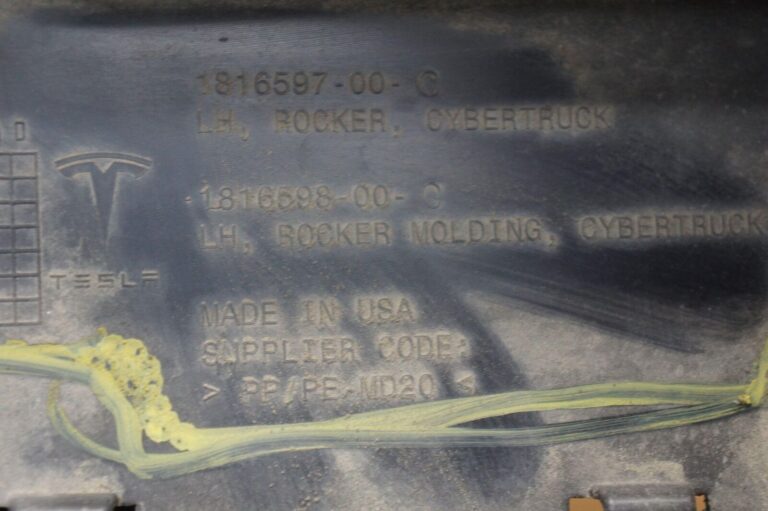 1816597-00-C
LH, ROCKER, CYBERTRUCK
D
1816598-00-C
LH, ROCKER MOLDING, CYBERTRUCK
TESLA
MADE IN USA
SUPPLIER CODE:
> PP/PE-MD20 <